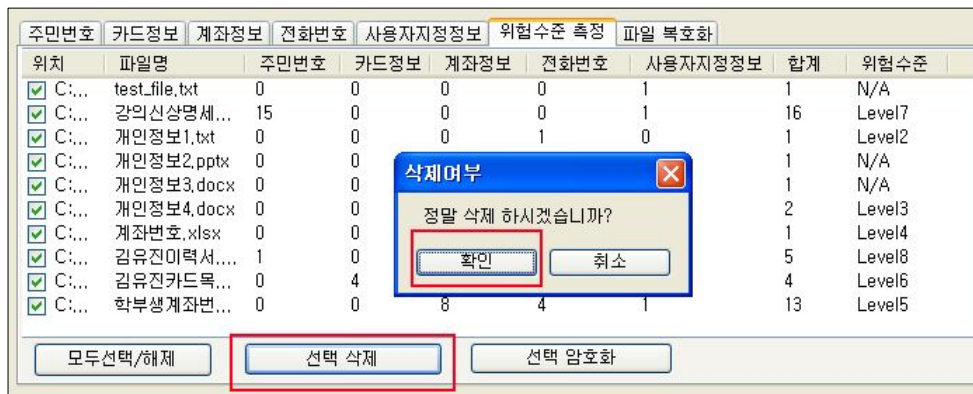 주민번호 카드정보 계좌정보 전화번호 사용자지정정보 위험수준 측정 파일 복호화
위치 파일명 주민번호 카드정보 계좌정보 전화번호 사용자지정정보 합계 위험수준
C:... test_file.txt 0 0 0 0 1 1 N/A
C:... 강의신상명세... 15 0 0 0 1 16 Level7
C:... 개인정보1.txt 0 0 0 1 0 1 Level2
C:... 개인정보2.pptx 0 0 1 N/A
C:... 개인정보3.docx 0 0 1 N/A
C:... 개인정보4.docx 0 0 2 Level3
C:... 계좌번호.xlsx 0 0 1 Level4
C:... 김유진이력서.... 1 0 5 Level8
C:... 김유진카드목... 0 4 4 Level6
C:... 학부생계좌번... 0 0 8 4 1 13 Level5
삭제여부
정말 삭제 하시겠습니까?
확인 취소
모두선택/해제 선택 삭제 선택 암호화